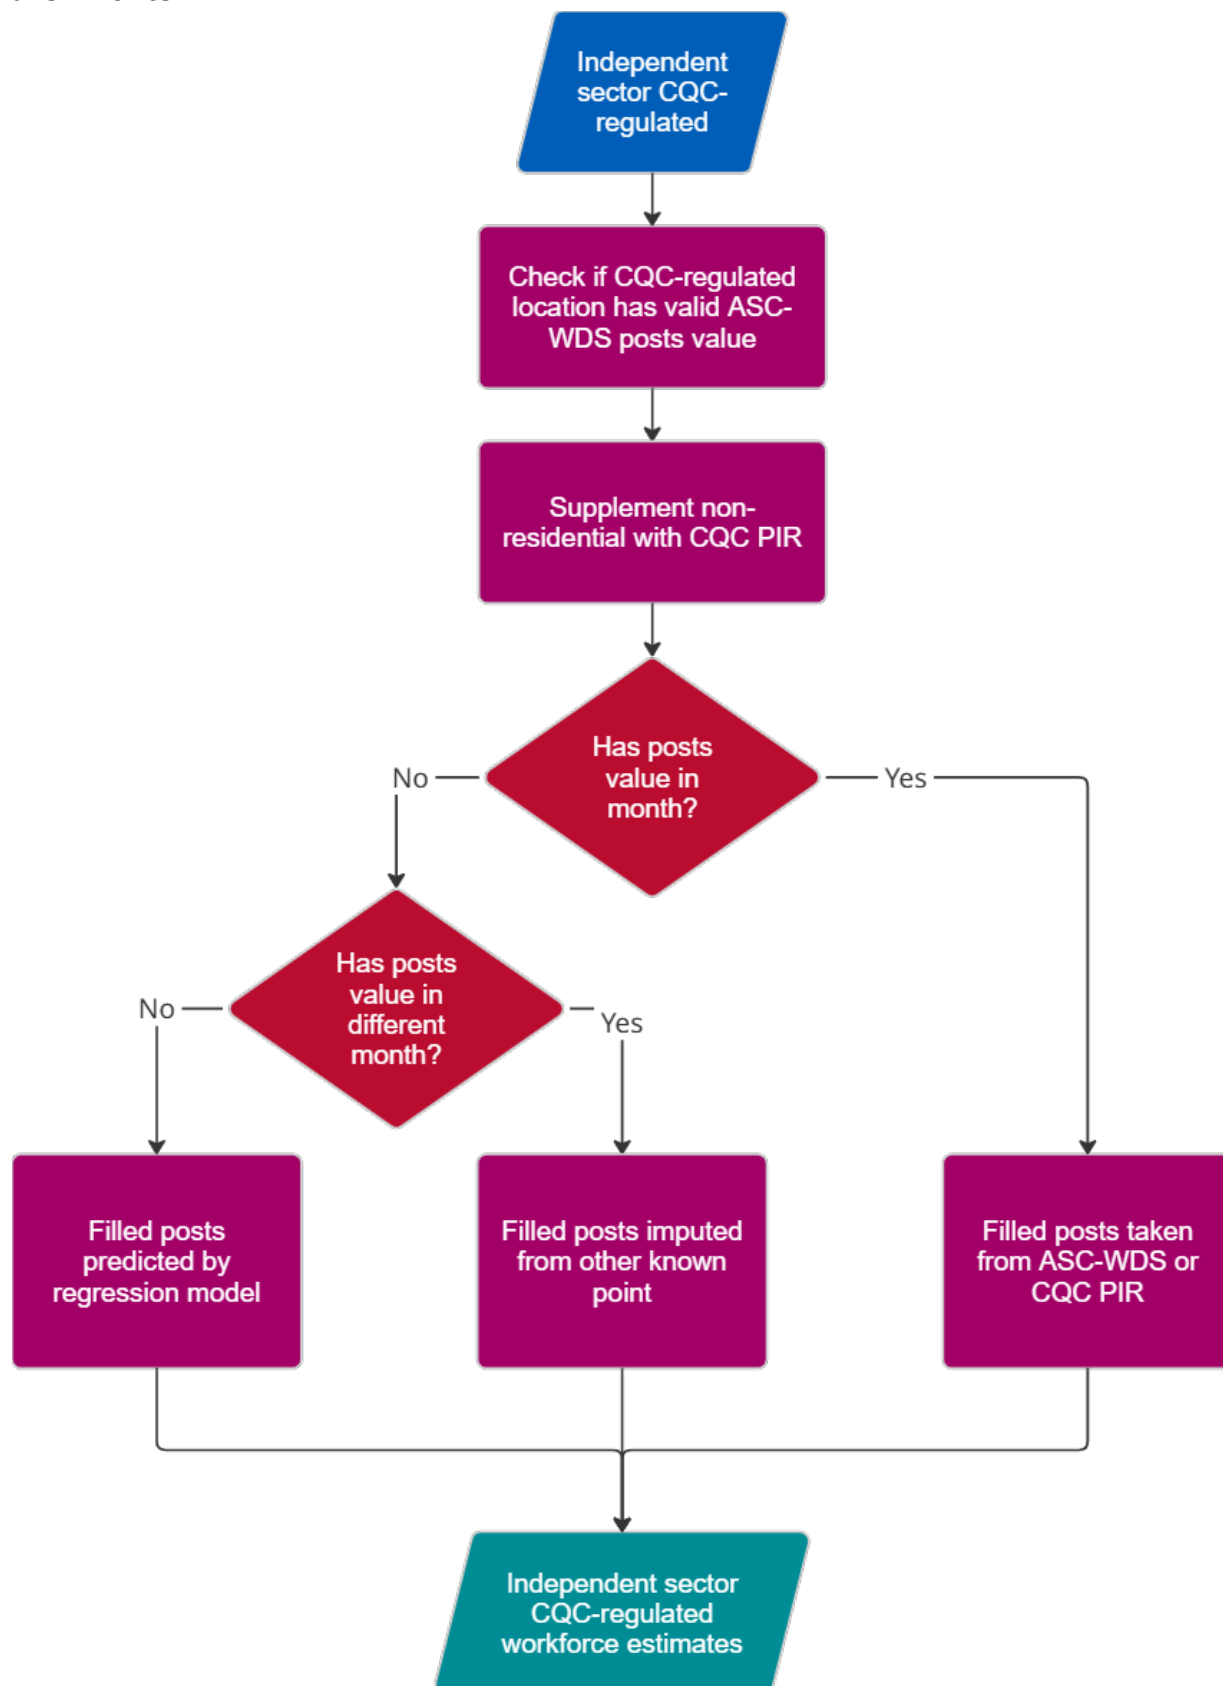 Independent
sector CQC-
regulated
Check if CQC-regulated
location has valid ASC-
WDS posts value
Supplement non-
residential with CQC PIR
Has posts
value in
month?
No
Yes
Has posts
value in
different
month?
No
Yes
Filled posts
predicted by
regression model
Filled posts imputed
from other known
point
Filled posts taken
from ASC-WDS or
CQC PIR
Independent sector
CQC-regulated
workforce estimates